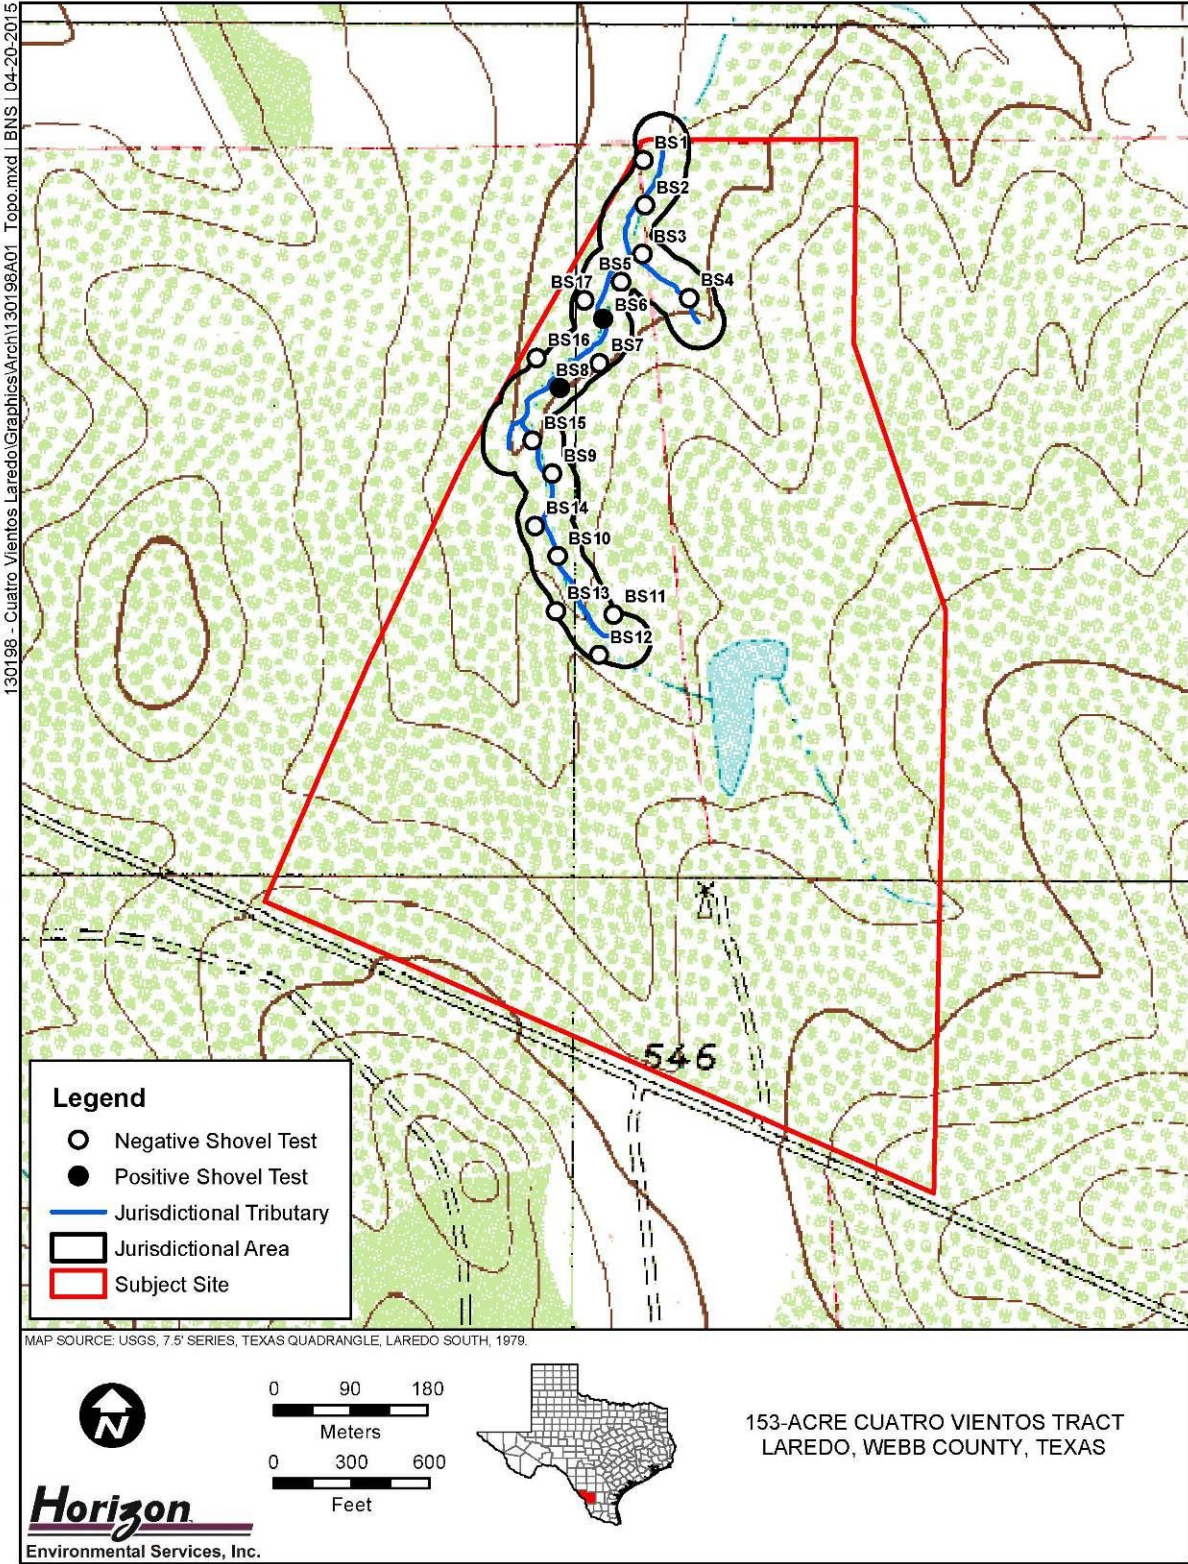 130198 - Cuatro Vientos Laredo\Graphics\Arch\130198A01 Topo.mxd | BNS | 04-20-2015
BS1
BS2
BS3
BS5
BS4
BS17
BS6
BS16
BS7
BS8
BS15
BS9
BS14
BS10
BS13
BS11
BS12
546
Legend
Negative Shovel Test
Positive Shovel Test
Jurisdictional Tributary
Jurisdictional Area
Subject Site
MAP SOURCE: USGS, 7.5' SERIES, TEXAS QUADRANGLE, LAREDO SOUTH, 1979.
N
0 90 180
Meters
0 300 600
Feet
153-ACRE CUATRO VIENTOS TRACT
LAREDO, WEBB COUNTY, TEXAS
Horizon
Environmental Services, Inc.